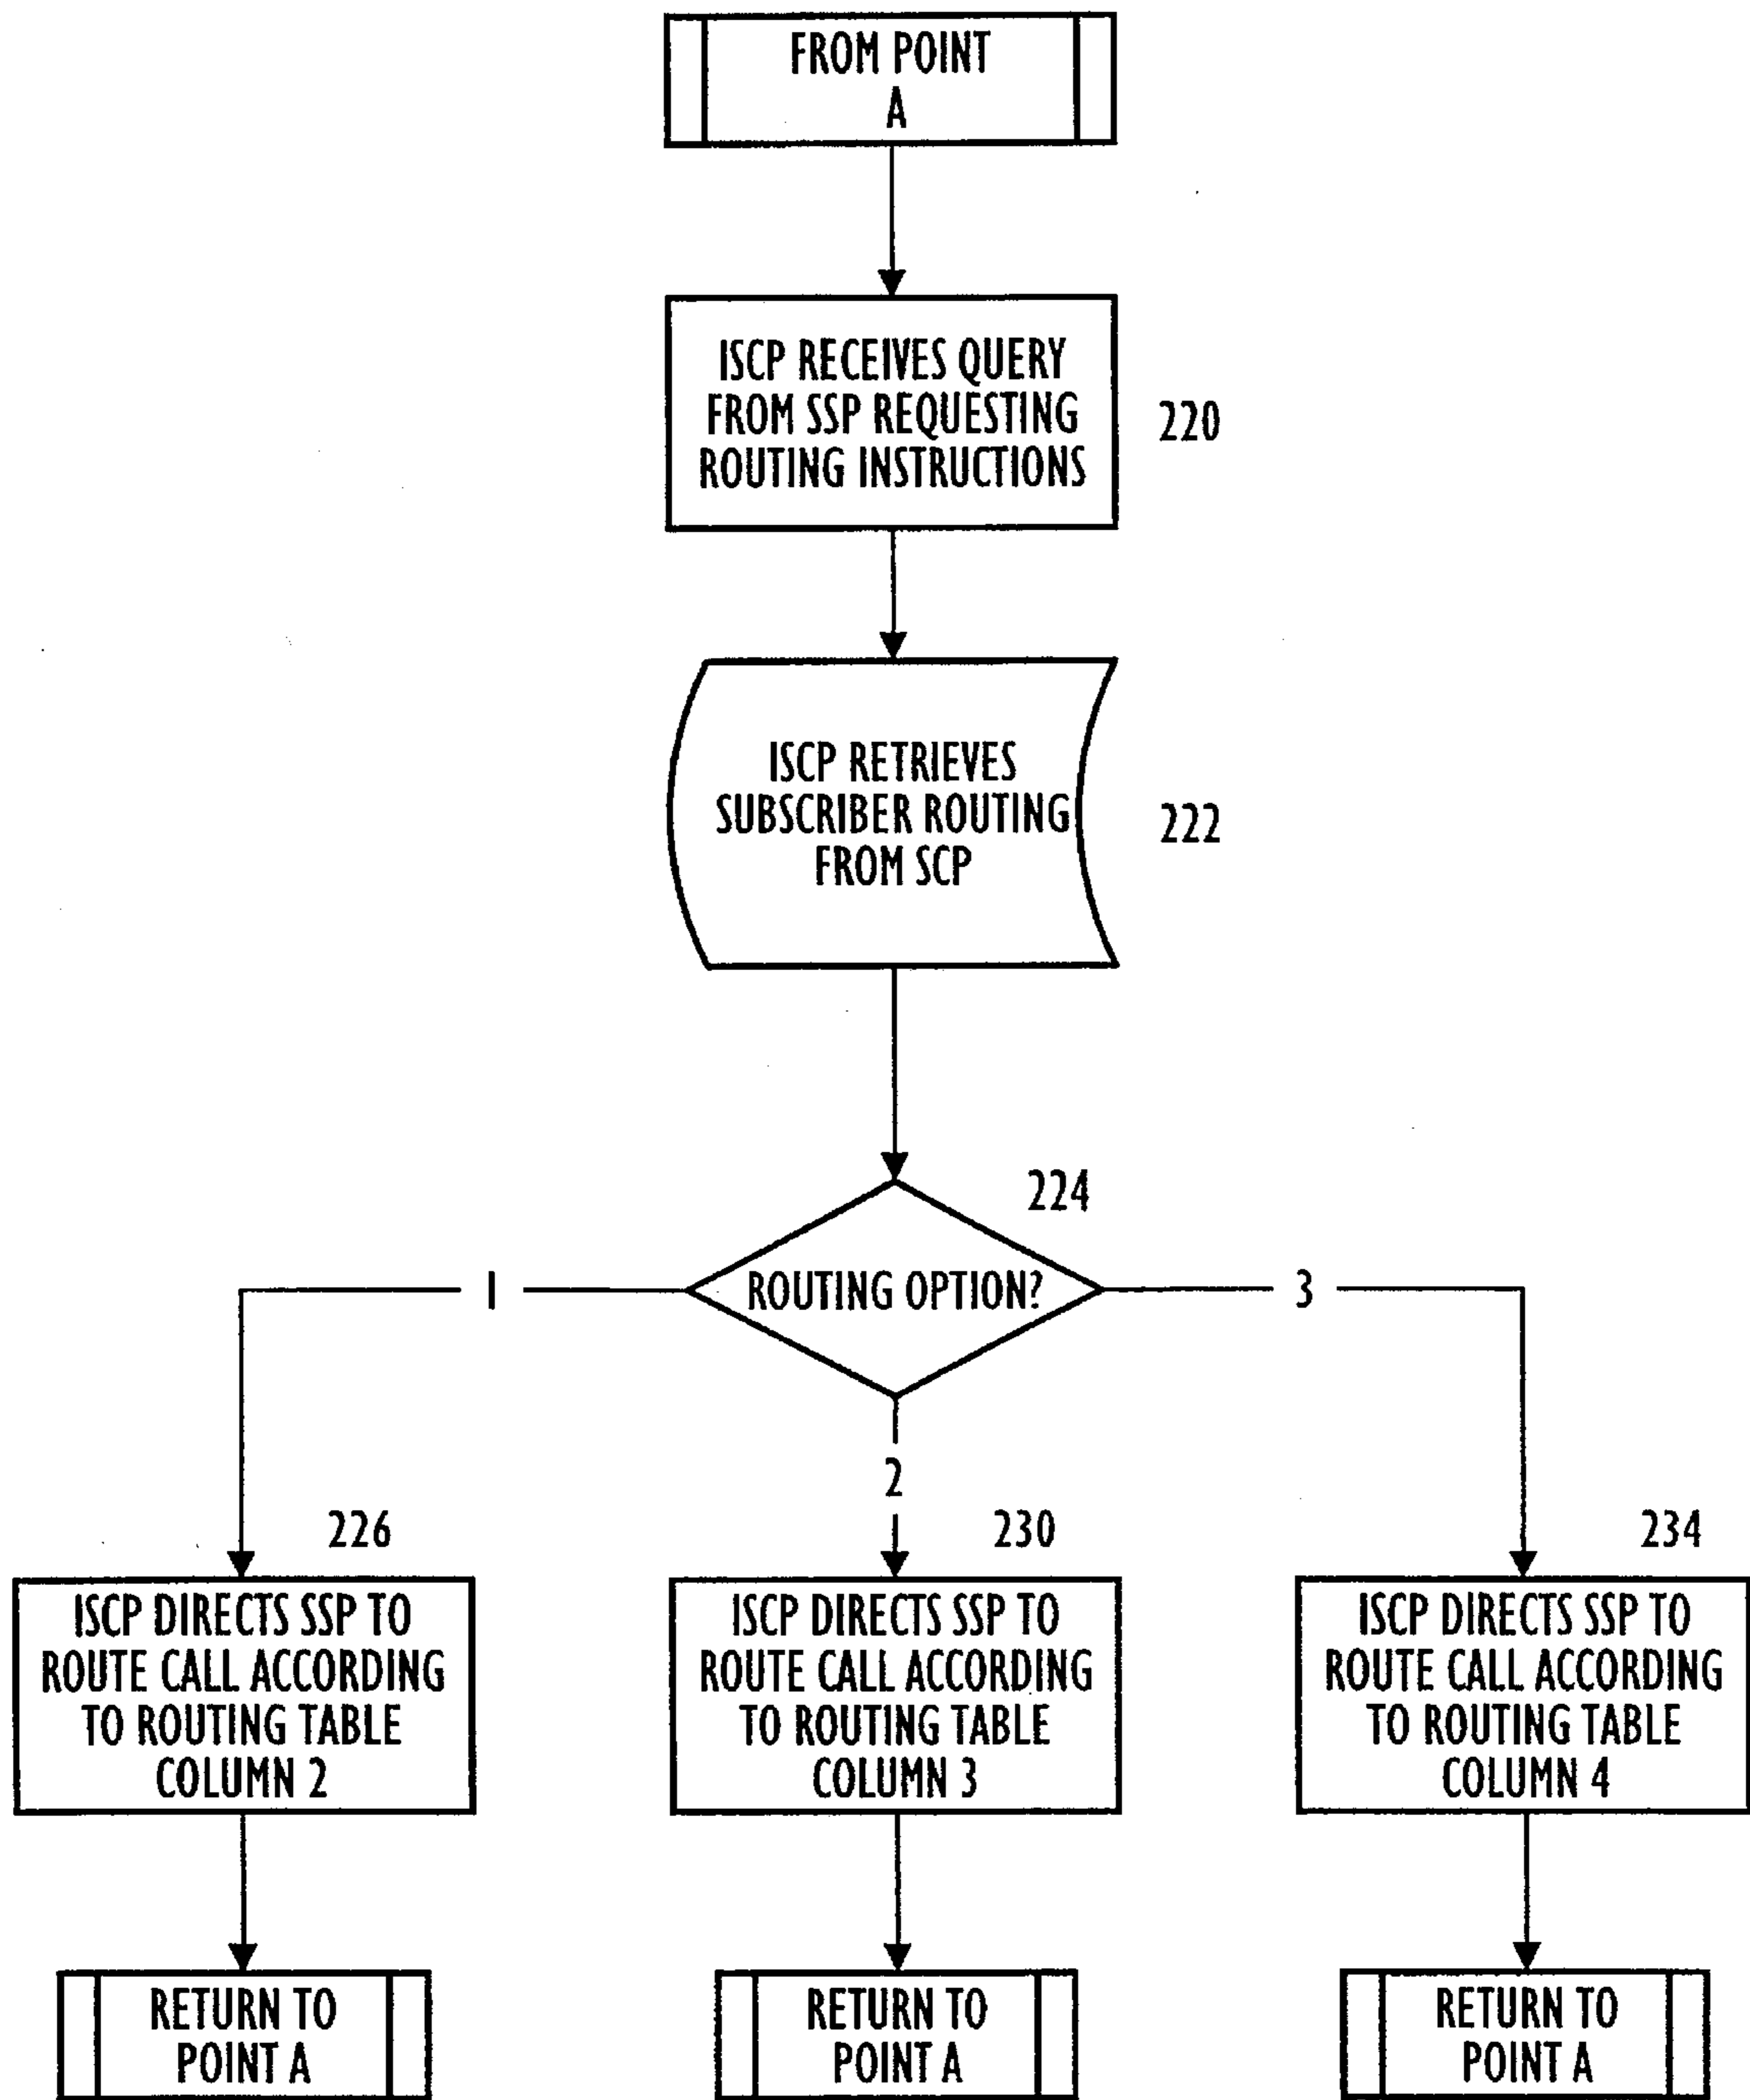 FROM POINT
A
ISCP RECEIVES QUERY
FROM SSP REQUESTING
ROUTING INSTRUCTIONS
220
ISCP RETRIEVES
SUBSCRIBER ROUTING
FROM SCP
222
224
ROUTING OPTION?
1
2
3
226
ISCP DIRECTS SSP TO
ROUTE CALL ACCORDING
TO ROUTING TABLE
COLUMN 2
230
ISCP DIRECTS SSP TO
ROUTE CALL ACCORDING
TO ROUTING TABLE
COLUMN 3
234
ISCP DIRECTS SSP TO
ROUTE CALL ACCORDING
TO ROUTING TABLE
COLUMN 4
RETURN TO
POINT A
RETURN TO
POINT A
RETURN TO
POINT A